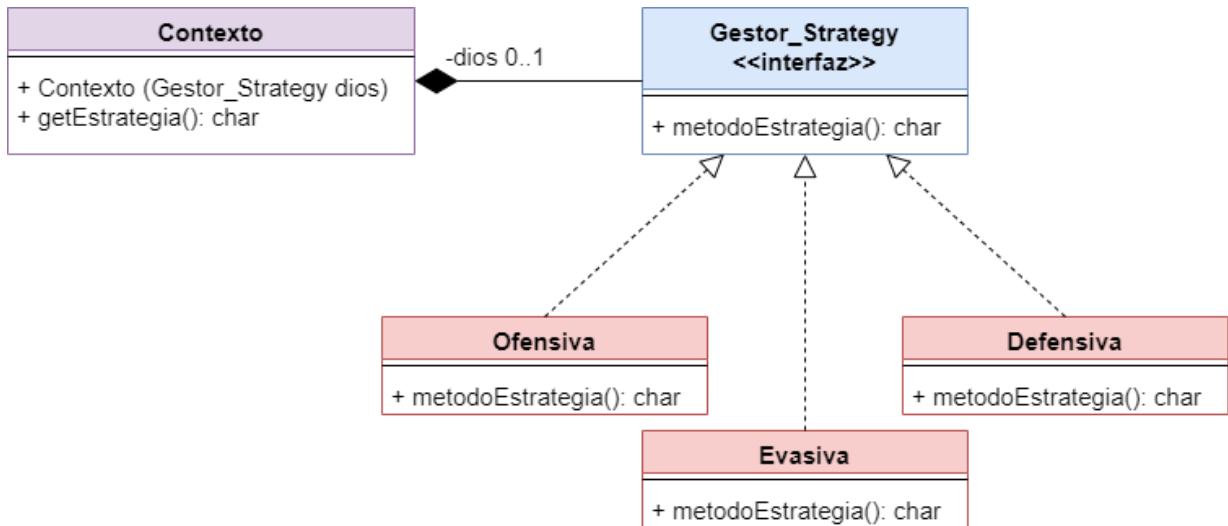 Contexto
+ Contexto (Gestor_Strategy dios)
+ getEstrategia(): char
-dios 0..1
Gestor_Strategy
<<interfaz>>
+ metodoEstrategia(): char
Ofensiva
+ metodoEstrategia(): char
Defensiva
+ metodoEstrategia(): char
Evasiva
+ metodoEstrategia(): char